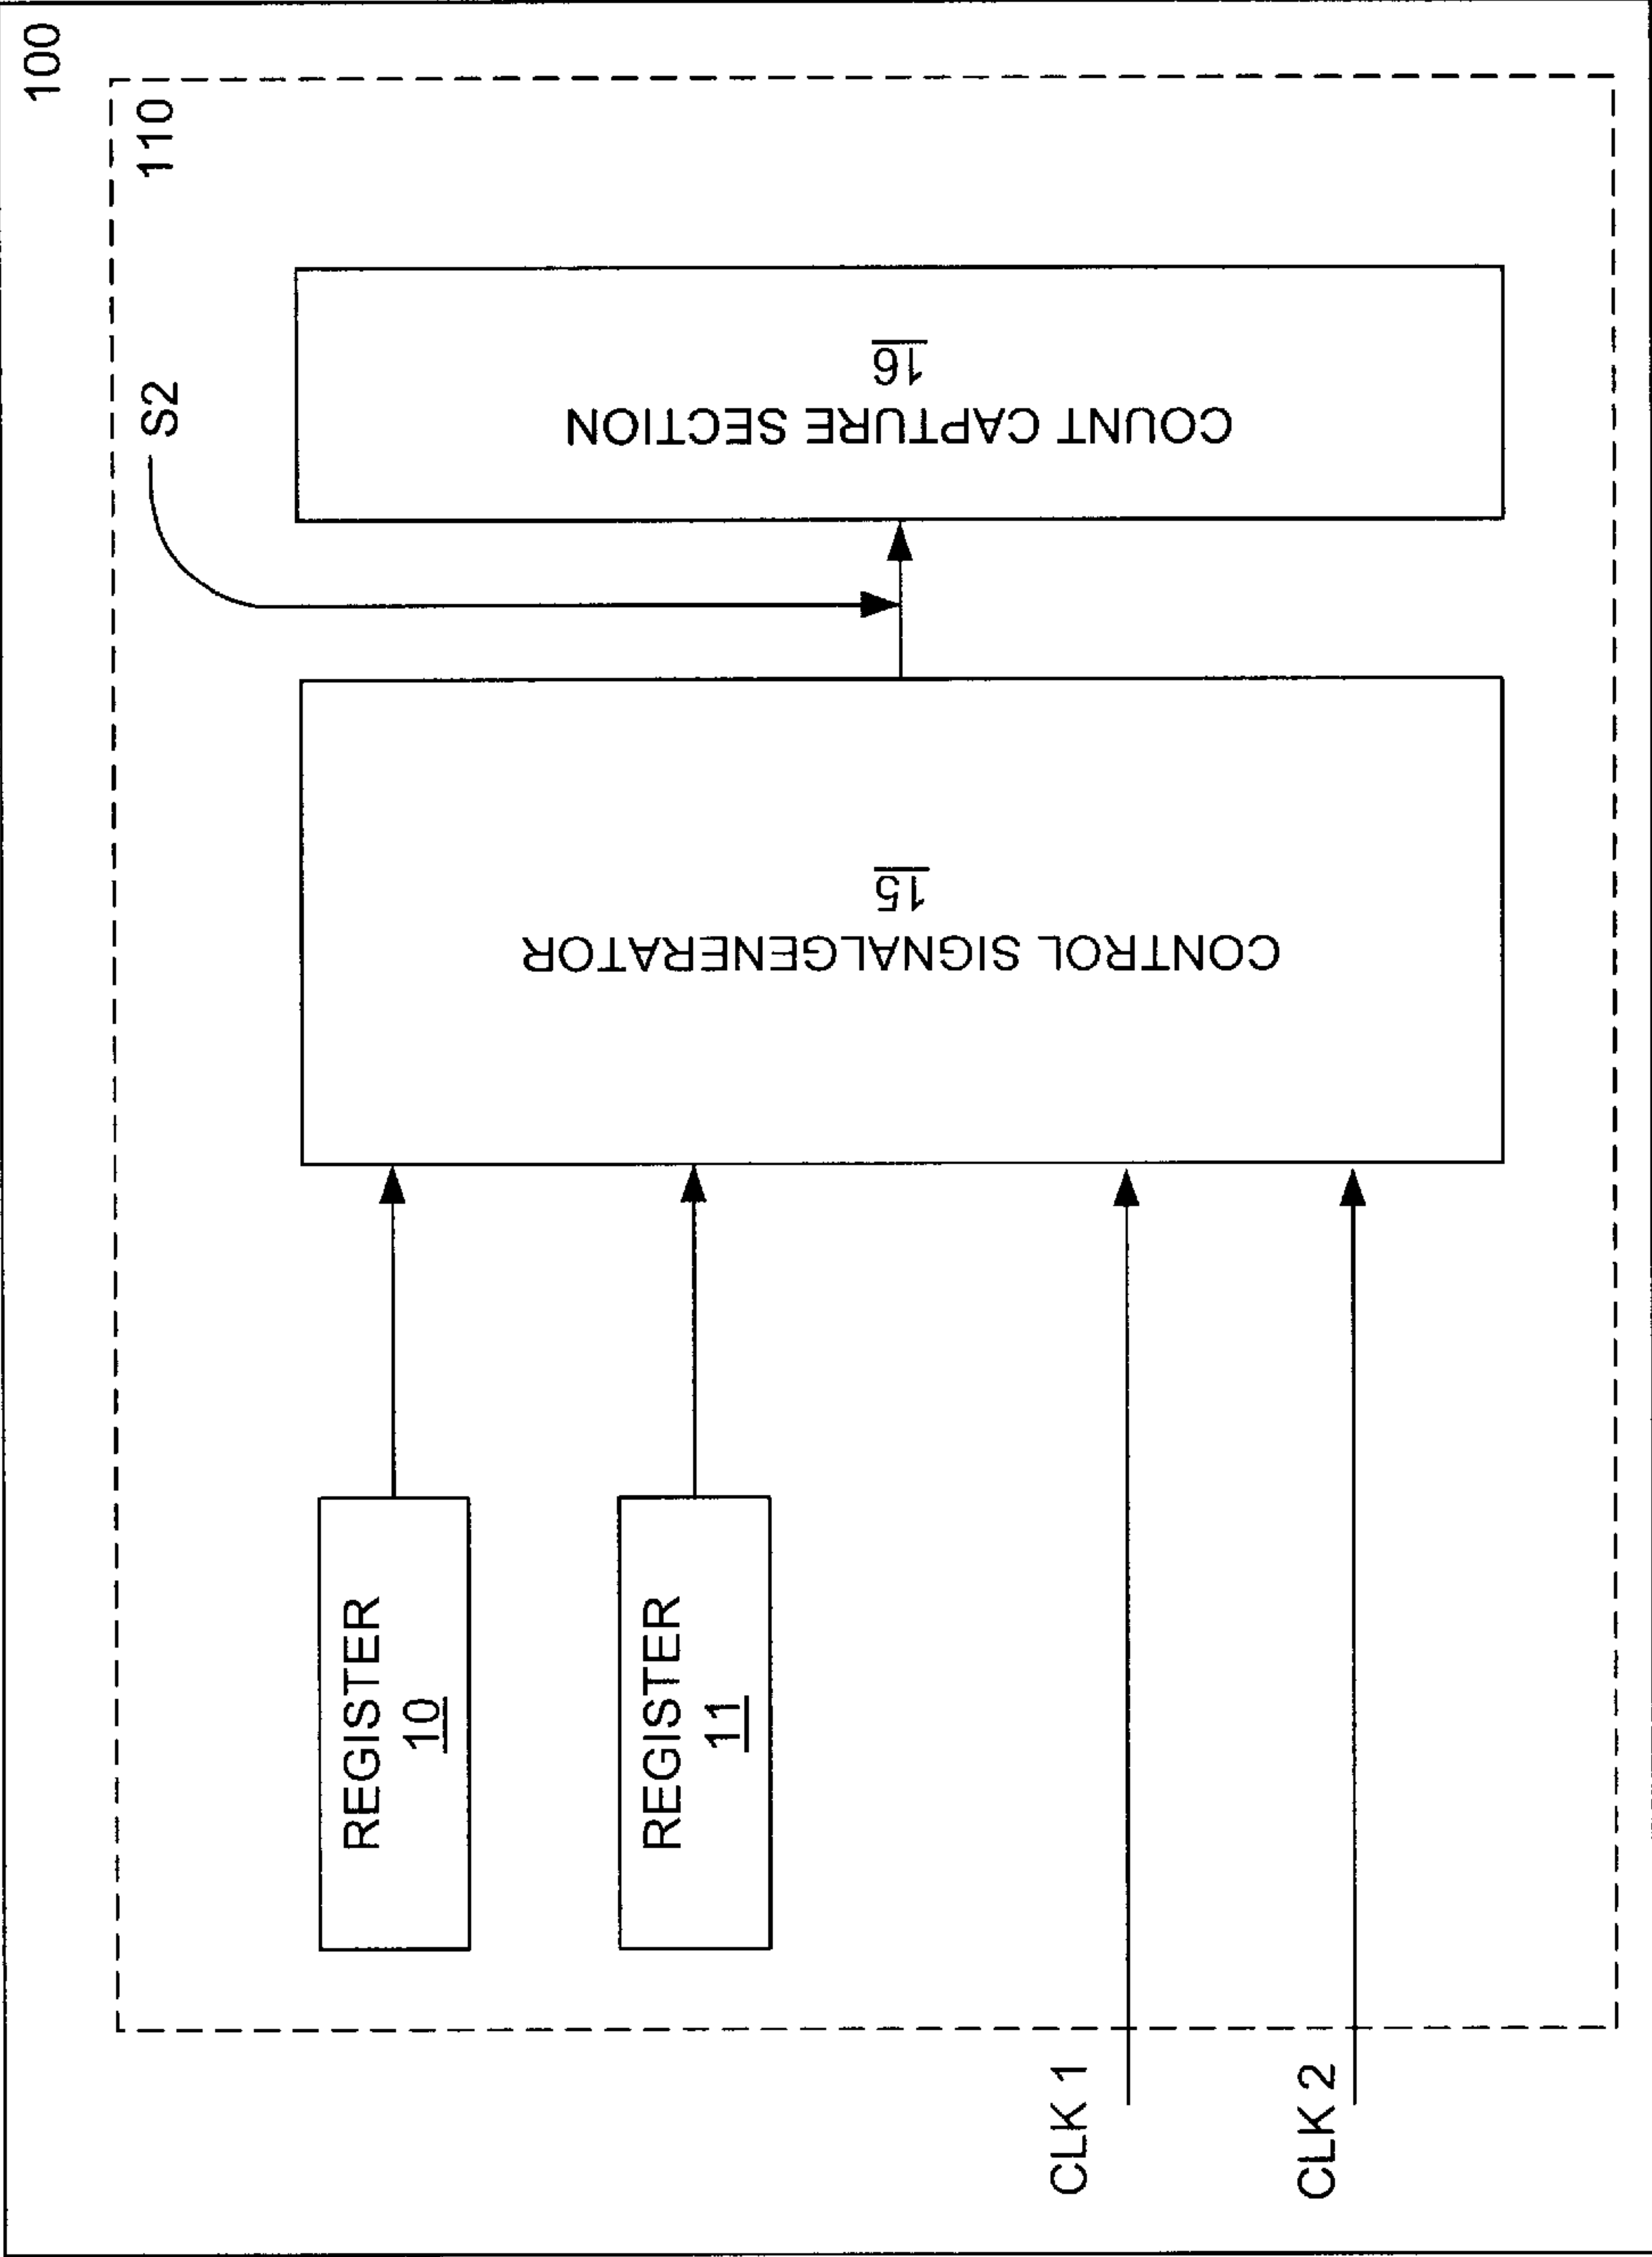 100
110
S2
REGISTER
10
REGISTER
11
CLK 1
CLK 2
CONTROL SIGNALGENERATOR
15
COUNT CAPTURE SECTION
16